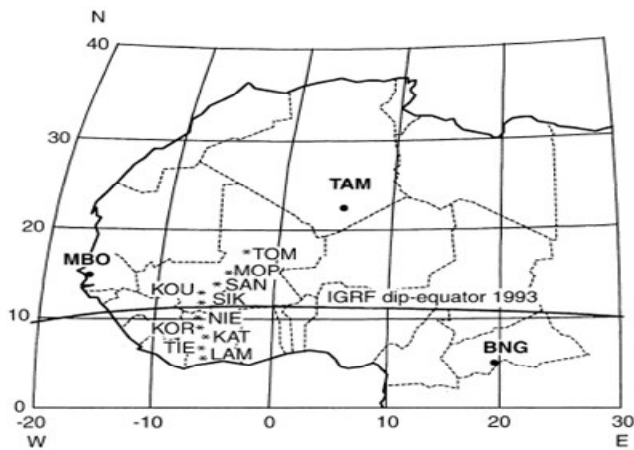 N
40
30
20
10
0
TAM
TOM
MBO
MOP
SAN
KOU
SIK
IGRF dip-equator 1993
NIE
KOR
KAT
TIE
LAM
BNG
-20
-10
0
10
20
30
W
E